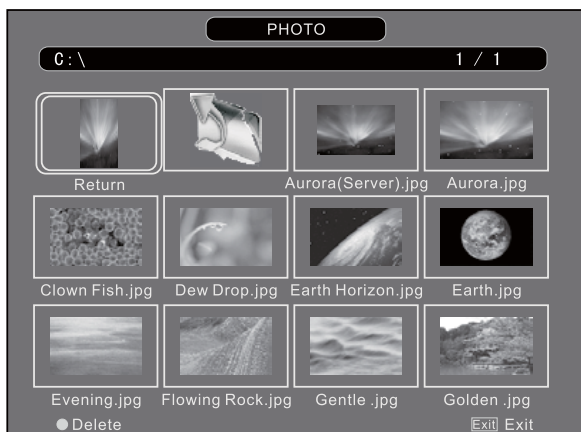 PHOTO
C:\ 1 / 1
Return Aurora(Server).jpg Aurora.jpg
Clown Fish.jpg Dew Drop.jpg Earth Horizon.jpg Earth.jpg
Evening.jpg Flowing Rock.jpg Gentle .jpg Golden .jpg
Delete Exit Exit